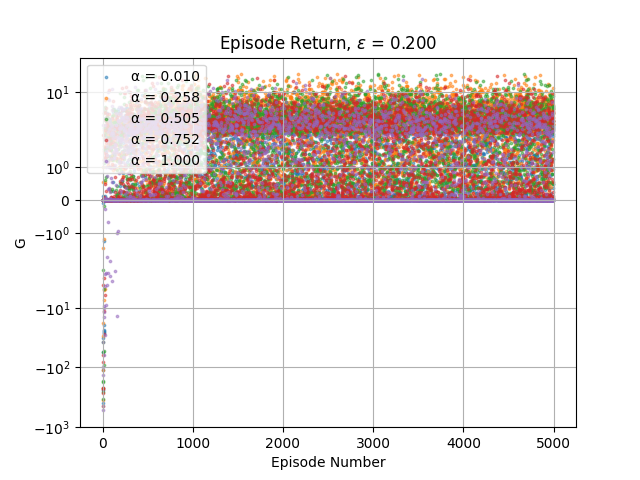 Episode Return, ε = 0.200
α = 0.010
α = 0.258
α = 0.505
α = 0.752
α = 1.000
10¹
10⁰
0
−10⁰
−10¹
−10²
−10³
G
0 1000 2000 3000 4000 5000
Episode Number